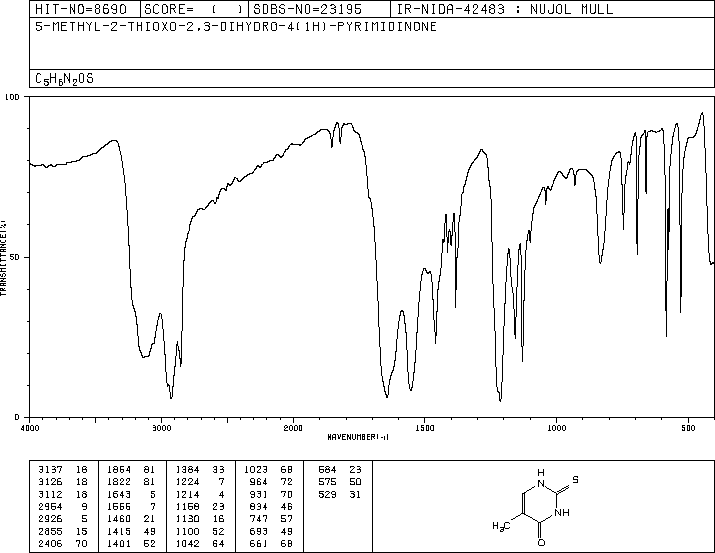 HIT-NO=8690 SCORE= ( ) SDBS-NO=23195 IR-NIDA-42483 : NUJOL MULL
5-METHYL-2-THIOXO-2,3-DIHYDRO-4(1H)-PYRIMIDINONE
C5H6N2OS
100
50
0
TRANSMITTANCE(%)
4000 3000 2000 1500 1000 500
WAVENUMBER(-1)
3137 18 1864 81 1384 33 1023 68 584 23
3126 18 1822 81 1224 7 964 72 575 50
3112 18 1643 5 1214 4 931 70 529 31
2954 9 1556 7 1158 23 834 46
2926 5 1460 21 1130 16 747 57
2855 15 1415 49 1100 52 693 49
2406 70 1401 52 1042 64 661 68
H
N
S
NH
H3C
O